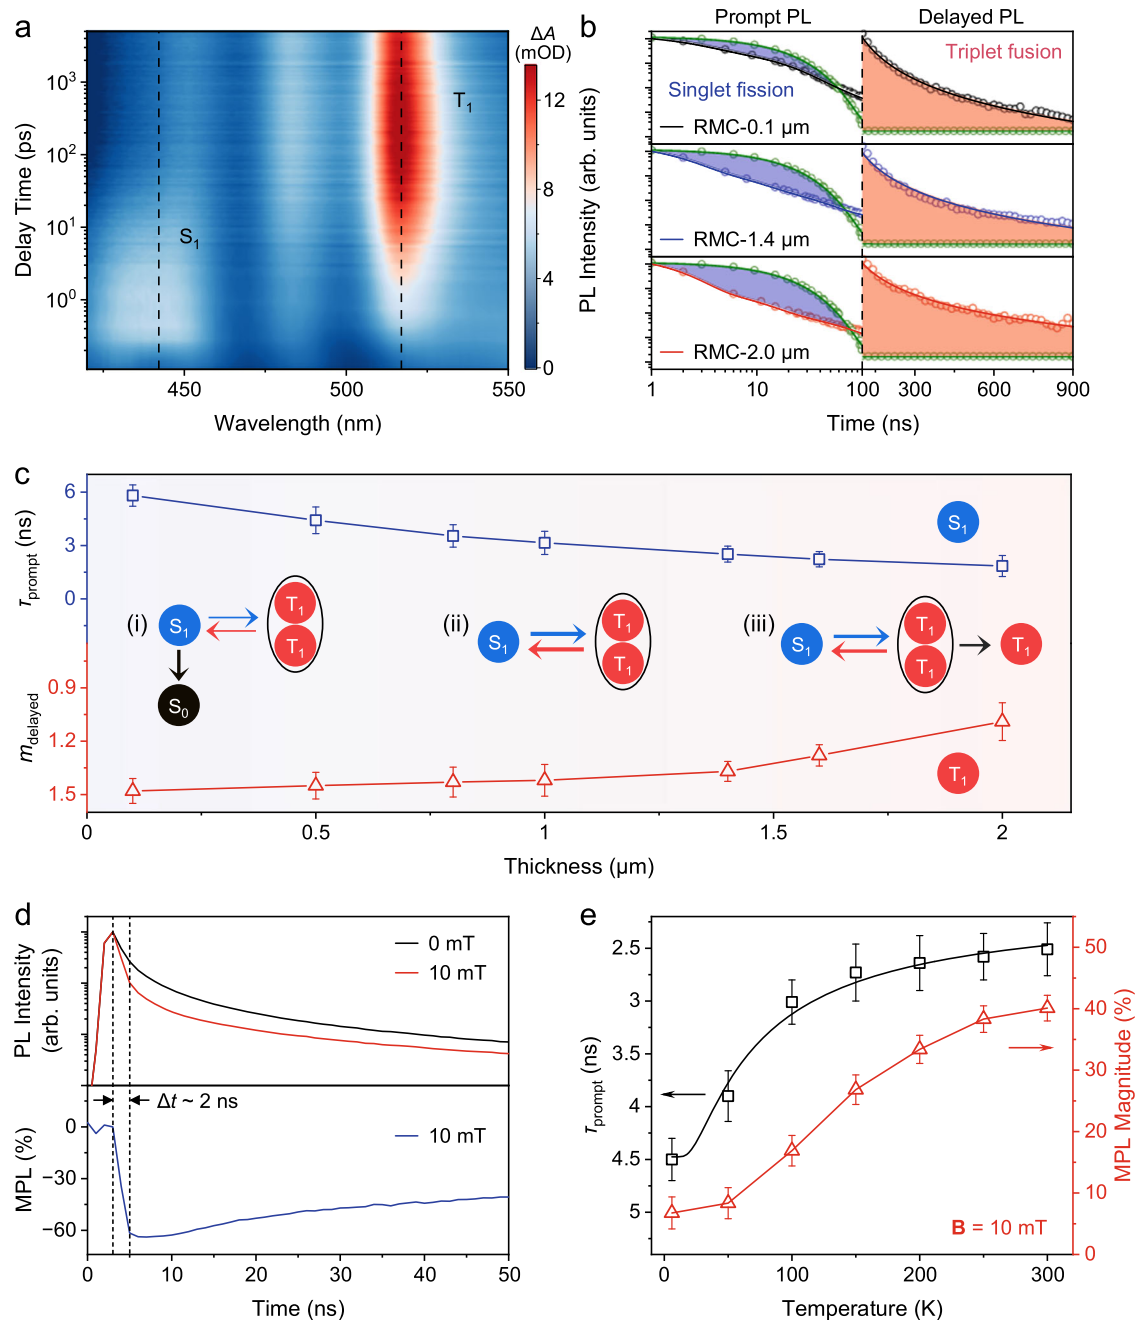 a
ΔA
(mOD)
10³
10²
10¹
10⁰
Delay Time (ps)
S₁
T₁
12
8
4
0
450
500
550
Wavelength (nm)
b
Prompt PL
Delayed PL
Triplet fusion
Singlet fission
RMC-0.1 μm
RMC-1.4 μm
RMC-2.0 μm
PL Intensity (arb. units)
1
10
100
300
600
900
Time (ns)
c
6
3
0
τprompt (ns)
0.9
1.2
1.5
mdelayed
S₁
(i)
S₁
T₁
T₁
S₀
(ii)
S₁
T₁
T₁
(iii)
S₁
T₁
T₁
T₁
T₁
0
0.5
1
1.5
2
Thickness (μm)
d
0 mT
10 mT
PL Intensity
(arb. units)
Δt ~ 2 ns
10 mT
0
−30
−60
MPL (%)
0
10
20
30
40
50
Time (ns)
e
2.5
3
3.5
4
4.5
5
τprompt (ns)
50
40
30
20
10
0
MPL Magnitude (%)
B = 10 mT
0
100
200
300
Temperature (K)